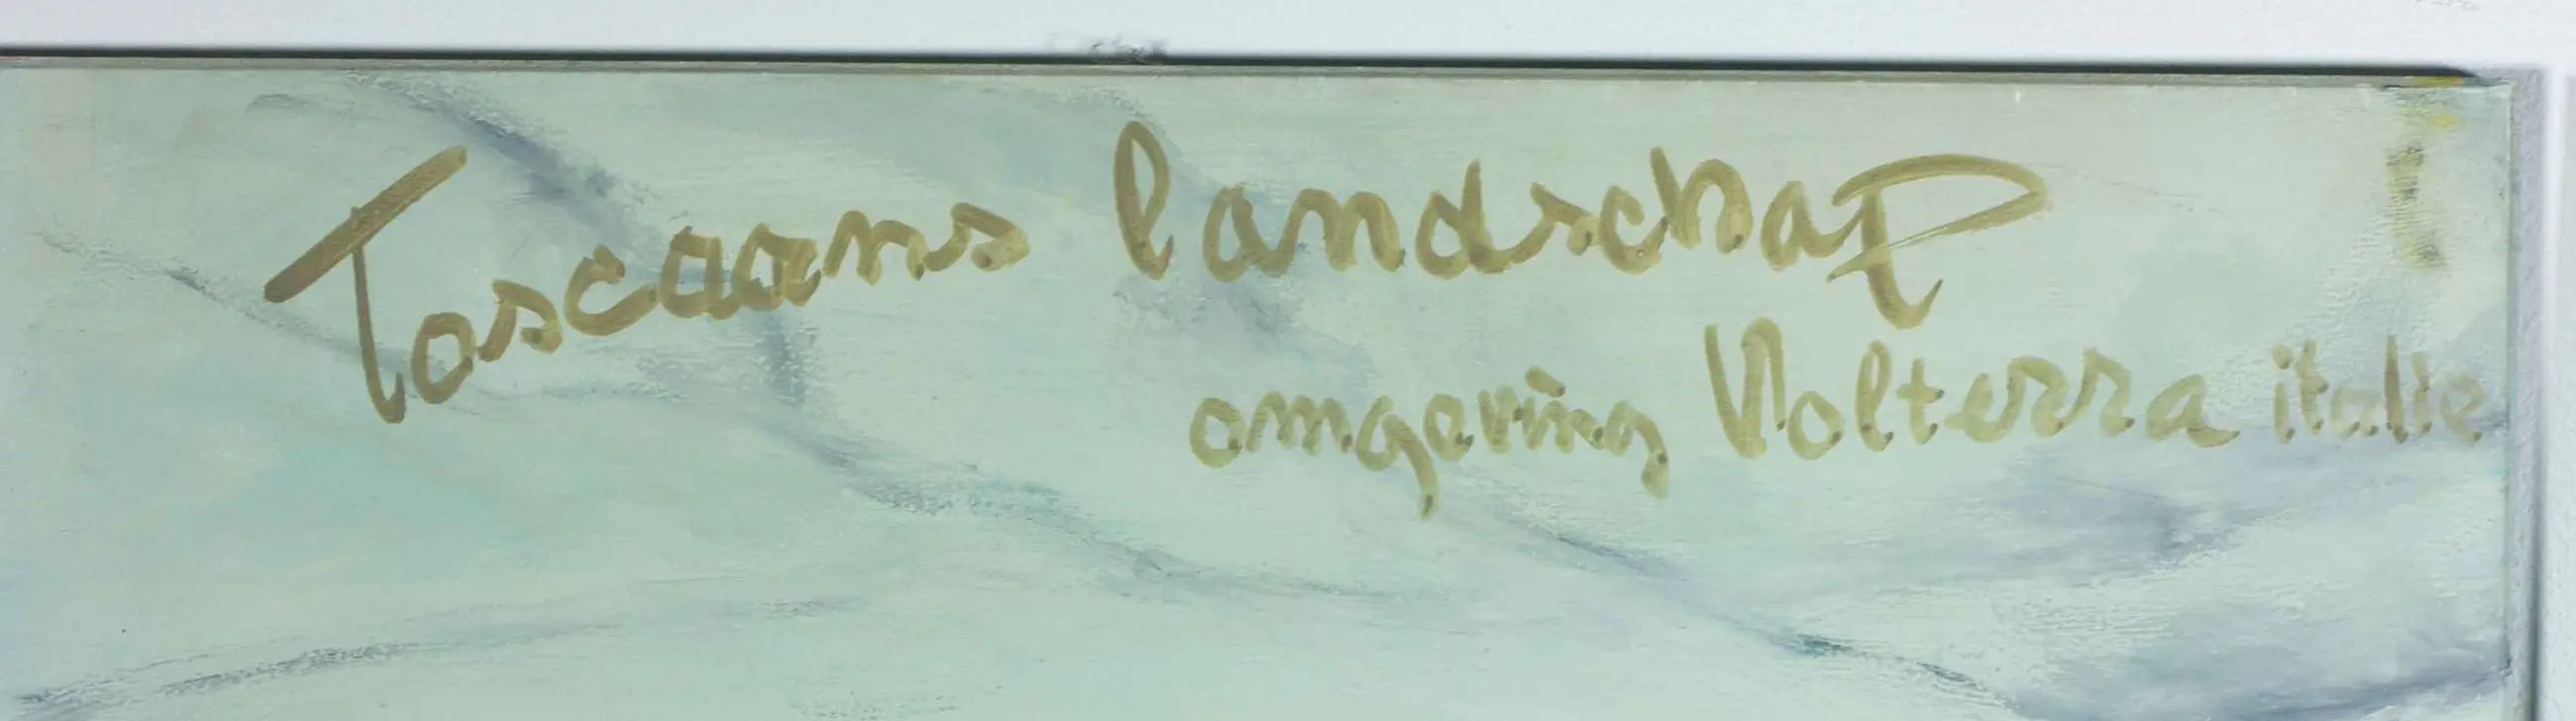 Toscaans landschap
omgeving Volterra italie